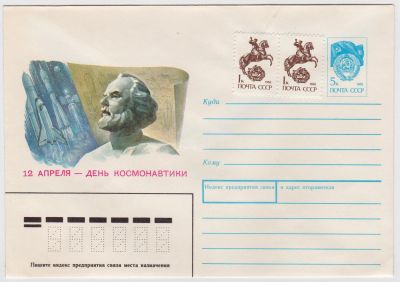 1к. 1988
ПОЧТА СССР
1к. 1988
ПОЧТА СССР
5к
ПОЧТА СССР
Куда
Кому
12 АПРЕЛЯ — ДЕНЬ КОСМОНАВТИКИ
Индекс предприятия связи и адрес отправителя
Пишите индекс предприятия связи места назначения